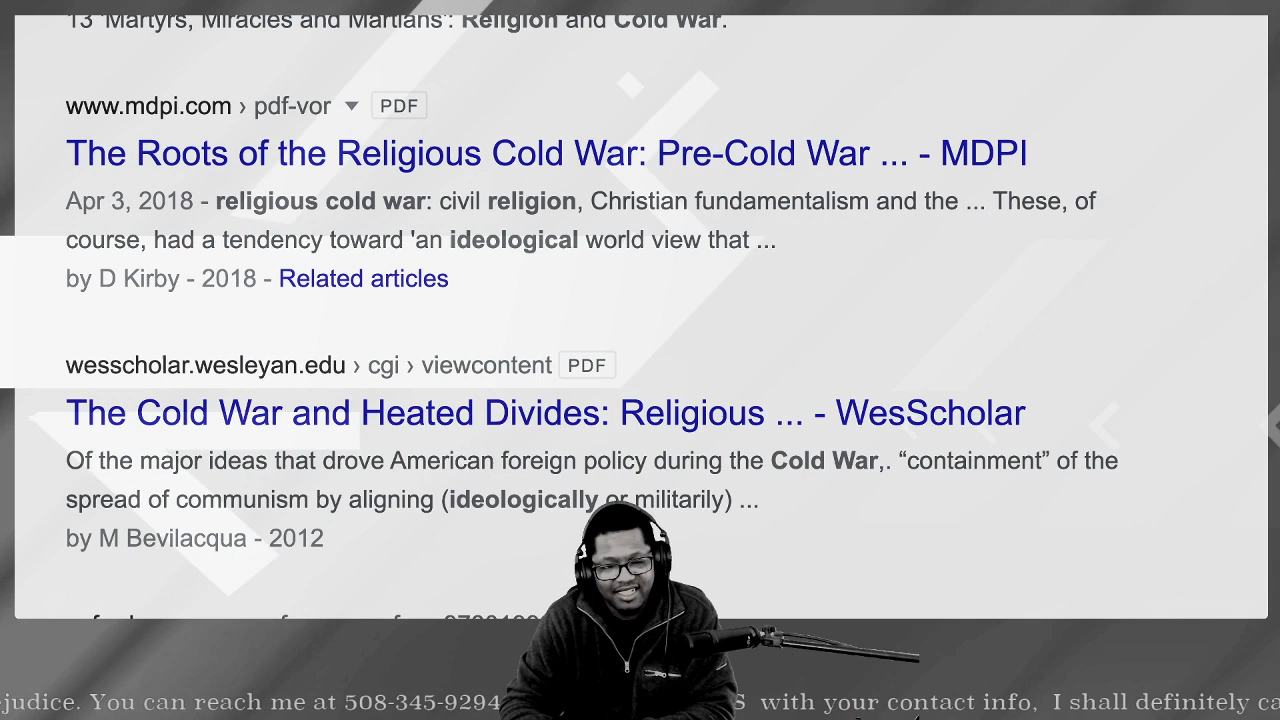 13 'Martyrs, Miracles and Martians': Religion and Cold War.
www.mdpi.com › pdf-vor ▼ PDF
The Roots of the Religious Cold War: Pre-Cold War ... - MDPI
Apr 3, 2018 - religious cold war: civil religion, Christian fundamentalism and the ... These, of
course, had a tendency toward 'an ideological world view that ...
by D Kirby - 2018 - Related articles
wesscholar.wesleyan.edu › cgi › viewcontent PDF
The Cold War and Heated Divides: Religious ... - WesScholar
Of the major ideas that drove American foreign policy during the Cold War,. “containment” of the
spread of communism by aligning (ideologically or militarily) ...
by M Bevilacqua - 2012
judice. You can reach me at 508-345-9294 S with your contact info, I shall definitely ca